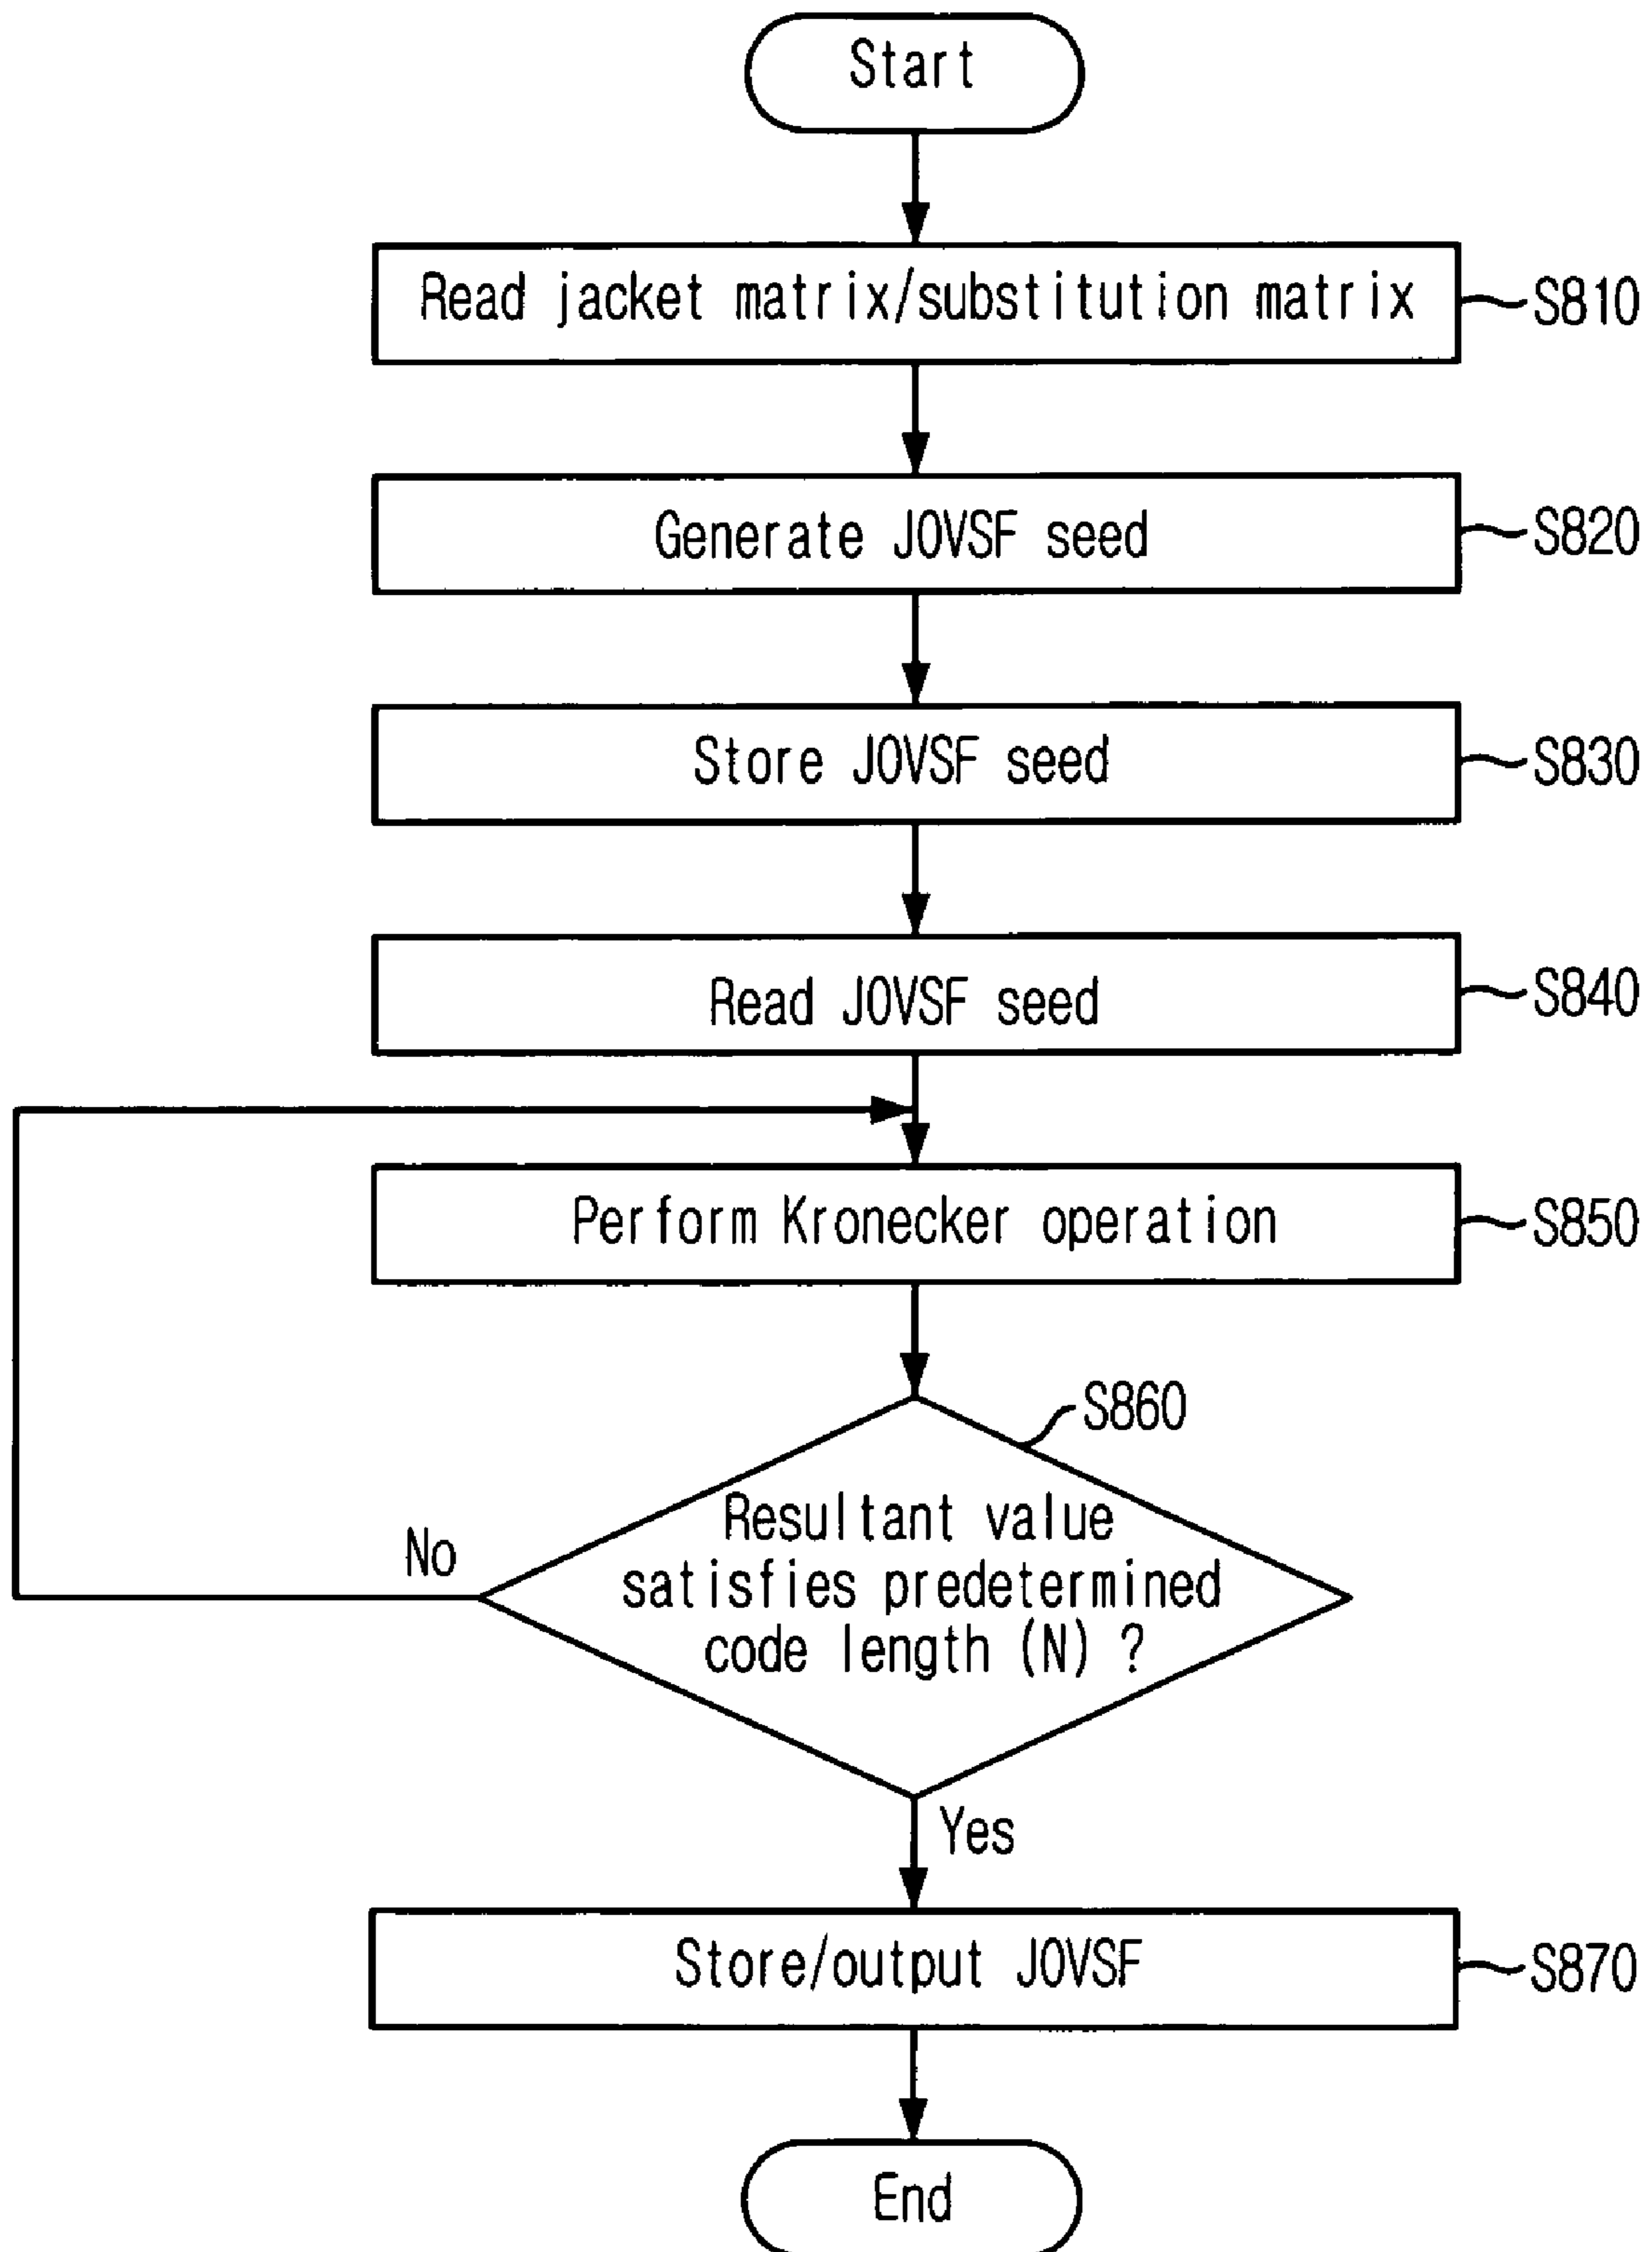 Start
Read jacket matrix/substitution matrix
S810
Generate JOVSF seed
S820
Store JOVSF seed
S830
Read JOVSF seed
S840
Perform Kronecker operation
S850
S860
Resultant value
satisfies predetermined
code length (N) ?
No
Yes
Store/output JOVSF
S870
End